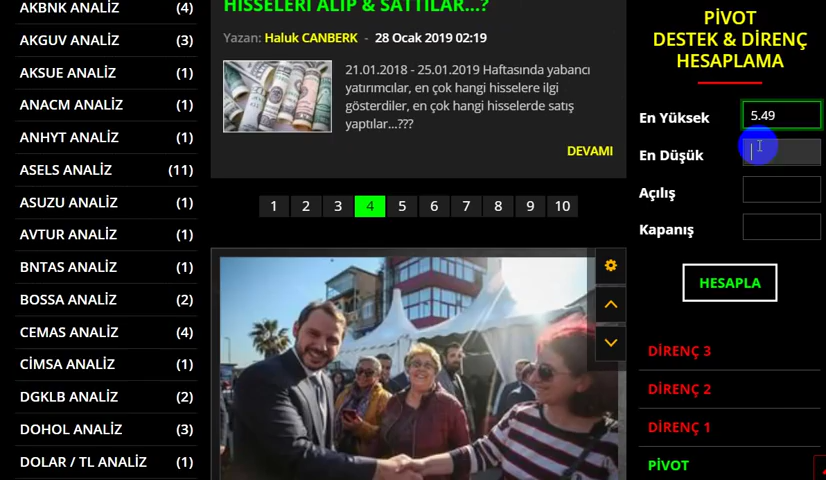 AKBNK ANALİZ (4)
AKGUV ANALİZ (3)
AKSUE ANALİZ (1)
ANACM ANALİZ (1)
ANHYT ANALİZ (1)
ASELS ANALİZ (11)
ASUZU ANALİZ (1)
AVTUR ANALİZ (1)
BNTAS ANALİZ (1)
BOSSA ANALİZ (2)
CEMAS ANALİZ (4)
CİMSA ANALİZ (1)
DGKLB ANALİZ (2)
DOHOL ANALİZ (3)
DOLAR / TL ANALİZ (1)
HİSSELERİ ALIP & SATTILAR...?
Yazan: Haluk CANBERK - 28 Ocak 2019 02:19
21.01.2018 - 25.01.2019 Haftasında yabancı
yatırımcılar, en çok hangi hisselere ilgi
gösterdiler, en çok hangi hisselerde satış
yaptılar...???
DEVAMI
1 2 3 4 5 6 7 8 9 10
PİVOT
DESTEK & DİRENÇ
HESAPLAMA
En Yüksek 5.49
En Düşük
Açılış
Kapanış
HESAPLA
DİRENÇ 3
DİRENÇ 2
DİRENÇ 1
PİVOT